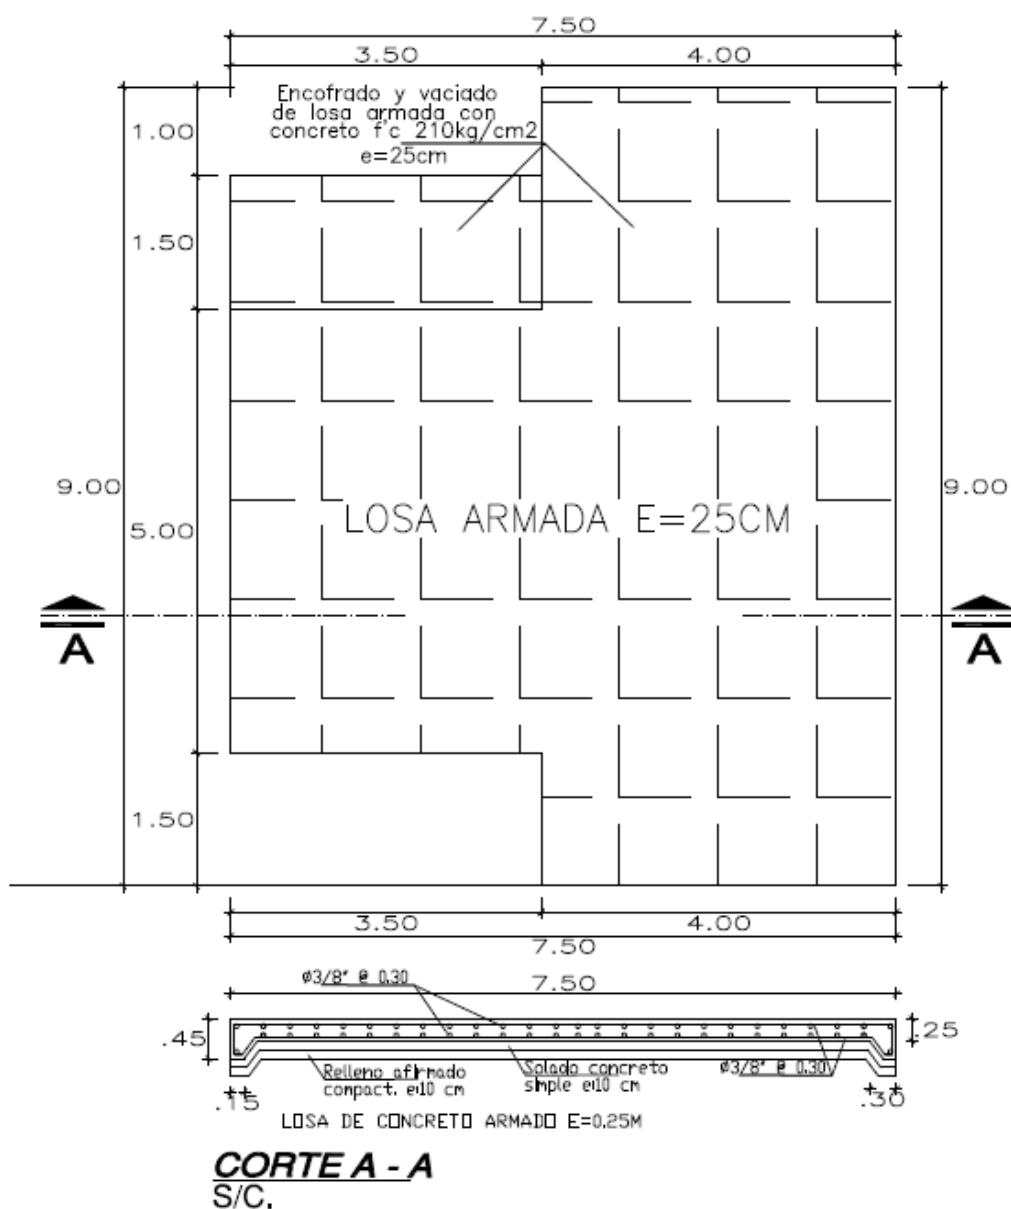 7.50
3.50
4.00
Encofrado y vaciado
de losa armada con
concreto f'c 210kg/cm2
e=25cm
1.00
1.50
9.00
9.00
5.00
LOSA ARMADA E=25CM
A
A
1.50
3.50
4.00
7.50
ø3/8" @ 0.30
7.50
.45
.25
Relleno afirmado
compact. e:10 cm
Solado concreto
simple e:10 cm
ø3/8" @ 0.30
.15
.30
LOSA DE CONCRETO ARMADO E=0.25M
CORTE A - A
S/C.